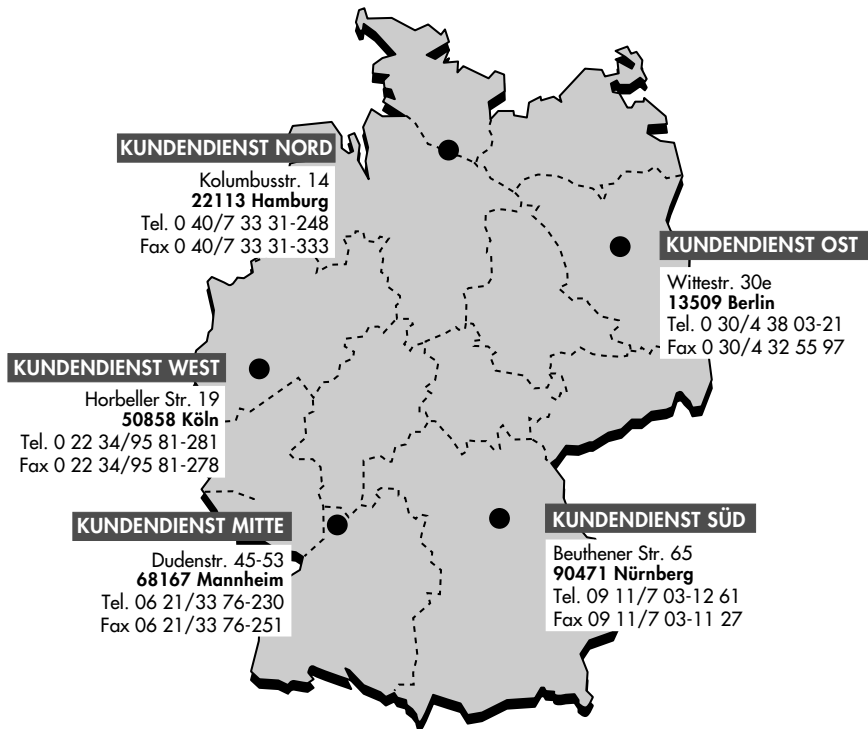 KUNDENDIENST NORD
Kolumbusstr. 14
22113 Hamburg
Tel. 0 40/7 33 31-248
Fax 0 40/7 33 31-333
KUNDENDIENST OST
Wittestr. 30e
13509 Berlin
Tel. 0 30/4 38 03-21
Fax 0 30/4 32 55 97
KUNDENDIENST WEST
Horbeller Str. 19
50858 Köln
Tel. 0 22 34/95 81-281
Fax 0 22 34/95 81-278
KUNDENDIENST MITTE
Dudenstr. 45-53
68167 Mannheim
Tel. 06 21/33 76-230
Fax 06 21/33 76-251
KUNDENDIENST SÜD
Beuthener Str. 65
90471 Nürnberg
Tel. 09 11/7 03-12 61
Fax 09 11/7 03-11 27